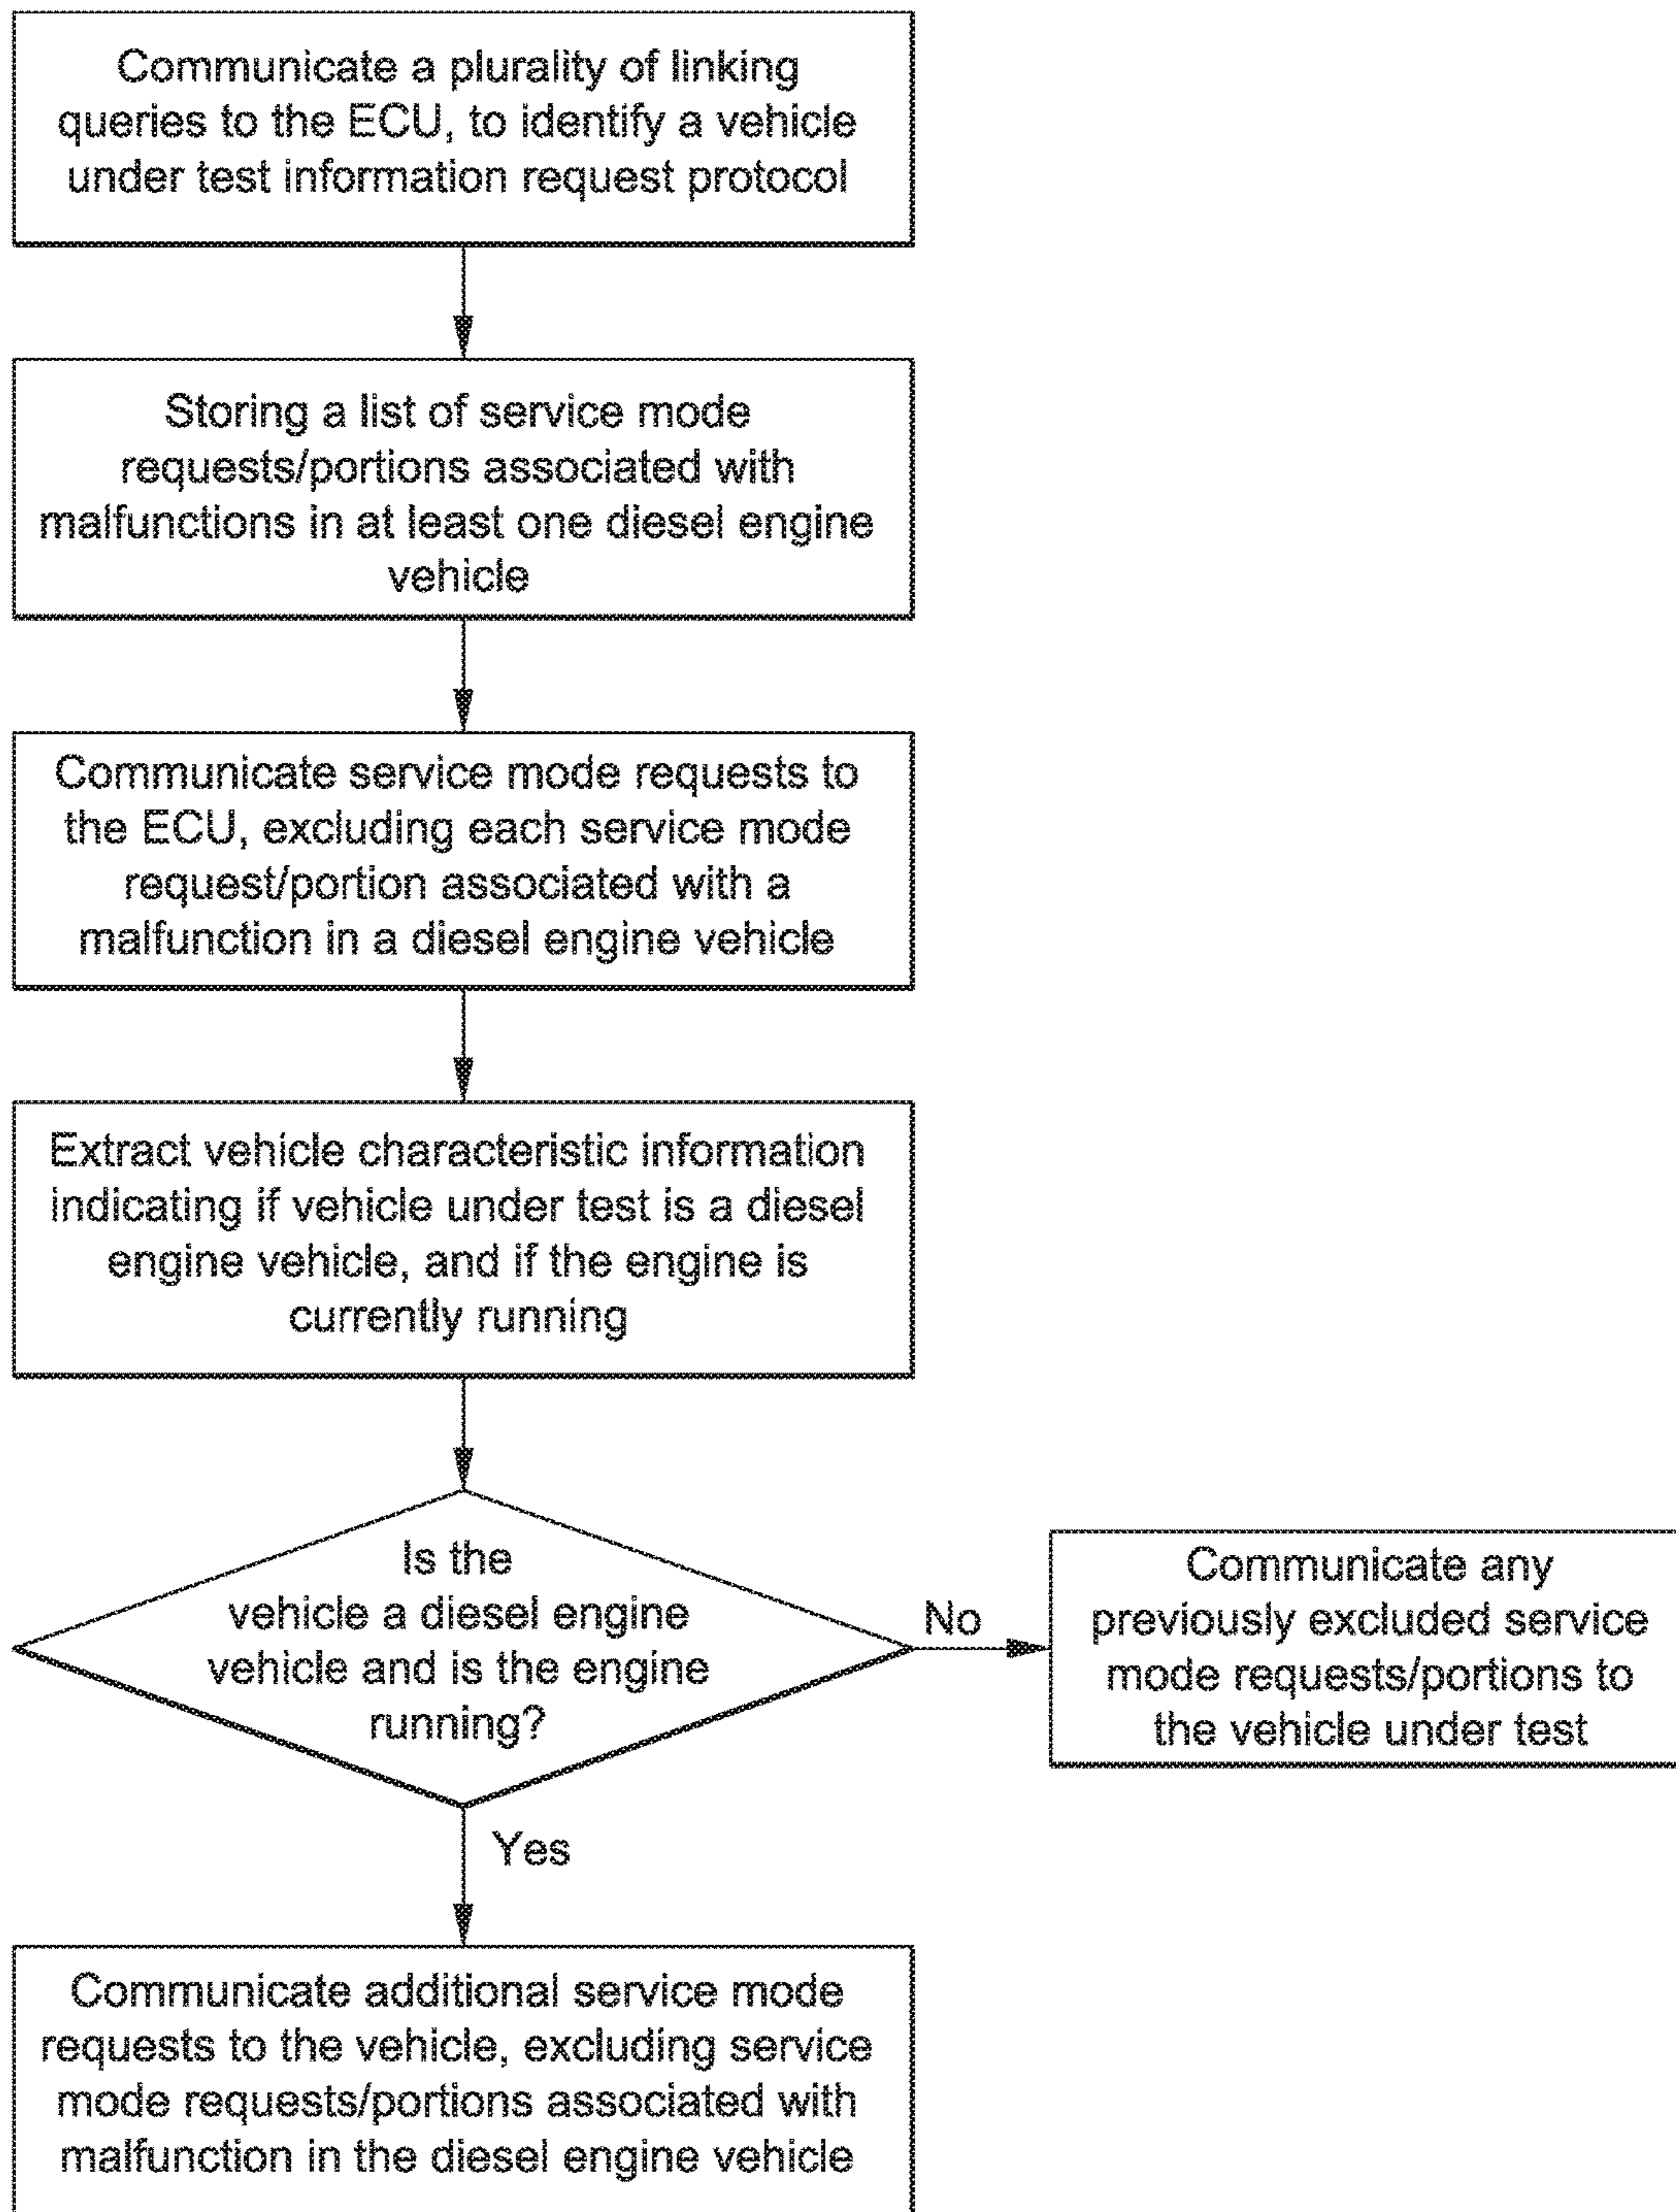 Communicate a plurality of linking
queries to the ECU, to identify a vehicle
under test information request protocol
Storing a list of service mode
requests/portions associated with
malfunctions in at least one diesel engine
vehicle
Communicate service mode requests to
the ECU, excluding each service mode
request/portion associated with a
malfunction in a diesel engine vehicle
Extract vehicle characteristic information
indicating if vehicle under test is a diesel
engine vehicle, and if the engine is
currently running
Is the
vehicle a diesel engine
vehicle and is the engine
running?
No
Communicate any
previously excluded service
mode requests/portions to
the vehicle under test
Yes
Communicate additional service mode
requests to the vehicle, excluding service
mode requests/portions associated with
malfunction in the diesel engine vehicle